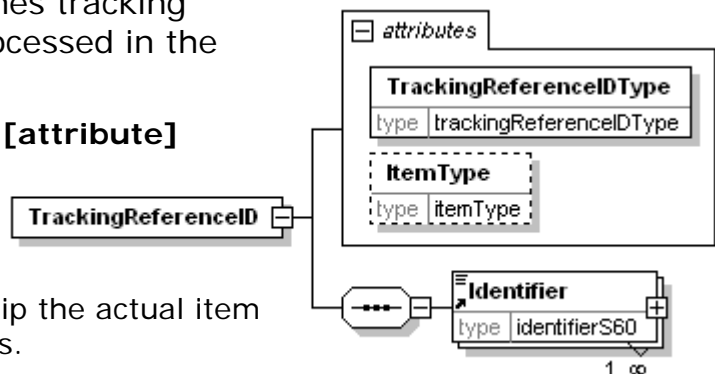 nes tracking
ocessed in the
[attribute]
ip the actual item
s.
attributes
TrackingReferenceIDType
type trackingReferenceIDType
ItemType
type itemType
TrackingReferenceID
Identifier
type identifierS60
1..∞